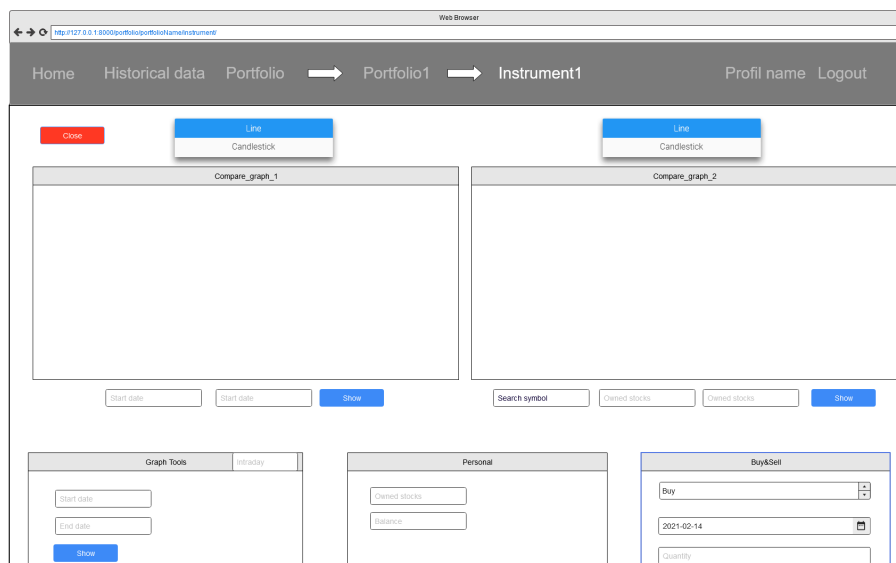 Web Browser
http://127.0.0.1:8000/portfolio/portfolioName/instrument/
Home Historical data Portfolio Portfolio1 Instrument1 Profil name Logout
Close
Line
Candlestick
Line
Candlestick
Compare_graph_1
Compare_graph_2
Start date Start date Show
Search symbol Owned stocks Owned stocks Show
Graph Tools Intraday
Start date
End date
Show
Personal
Owned stocks
Balance
Buy&Sell
Buy
2021-02-14
Quantity